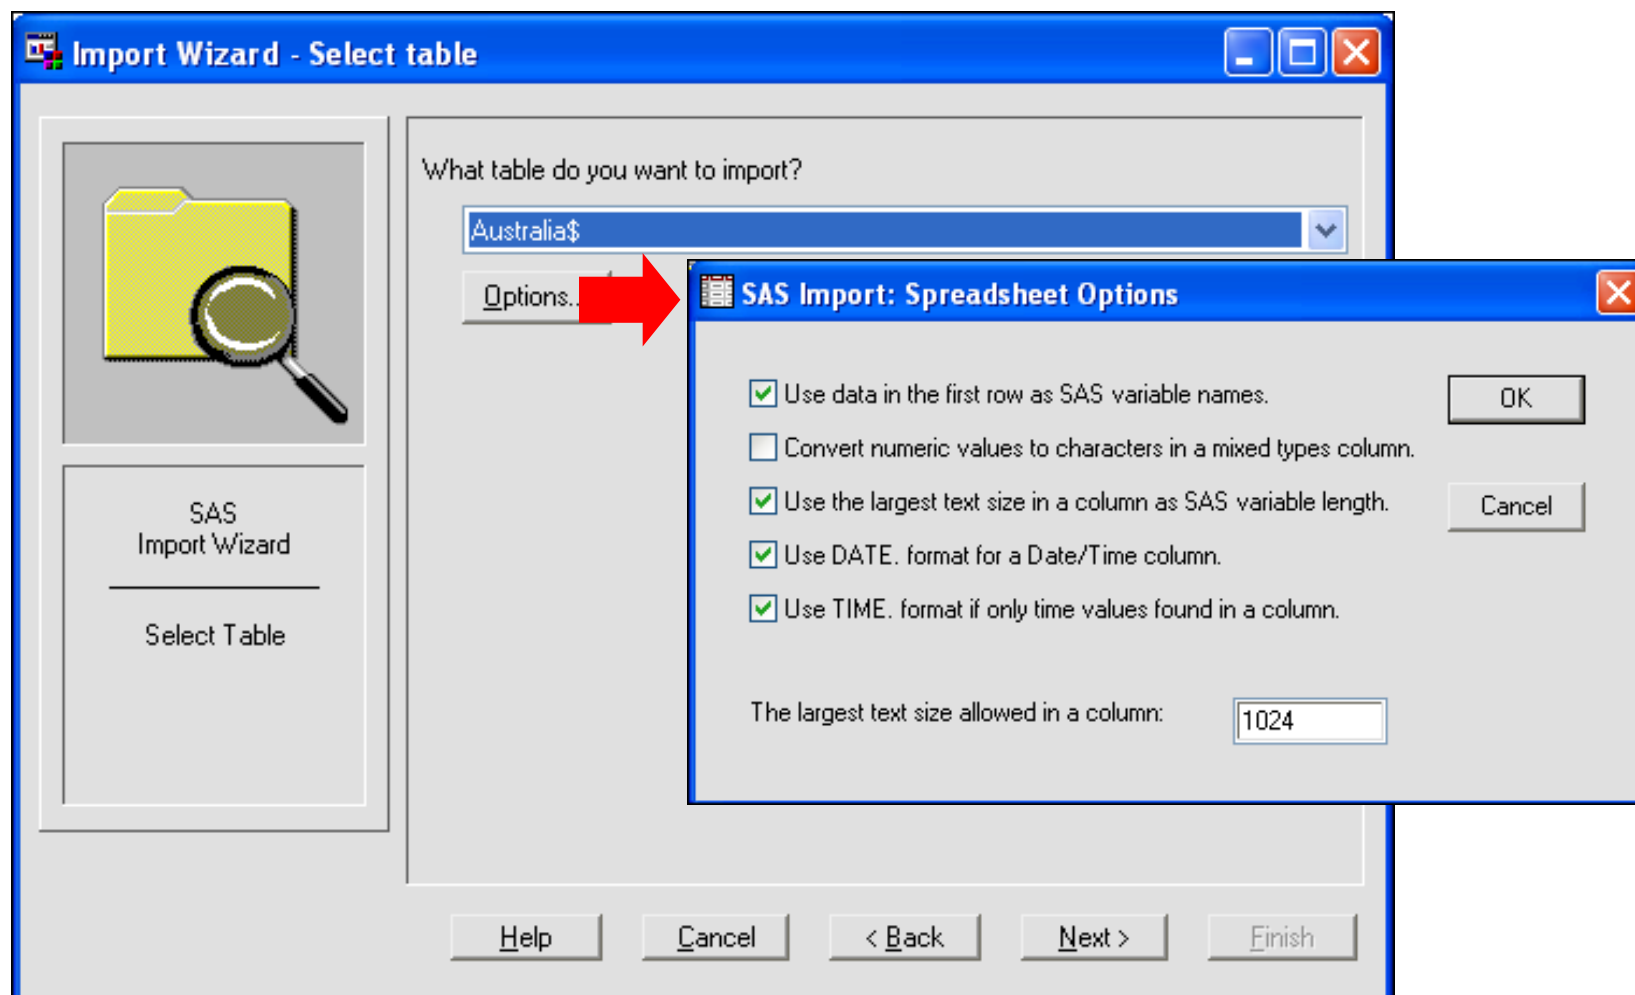 Import Wizard - Select table
What table do you want to import?
Australia$
Options..
SAS Import: Spreadsheet Options
Use data in the first row as SAS variable names.
OK
Convert numeric values to characters in a mixed types column.
Use the largest text size in a column as SAS variable length.
Cancel
Use DATE. format for a Date/Time column.
Use TIME. format if only time values found in a column.
The largest text size allowed in a column:
1024
SAS
Import Wizard
Select Table
Help
Cancel
< Back
Next >
Finish